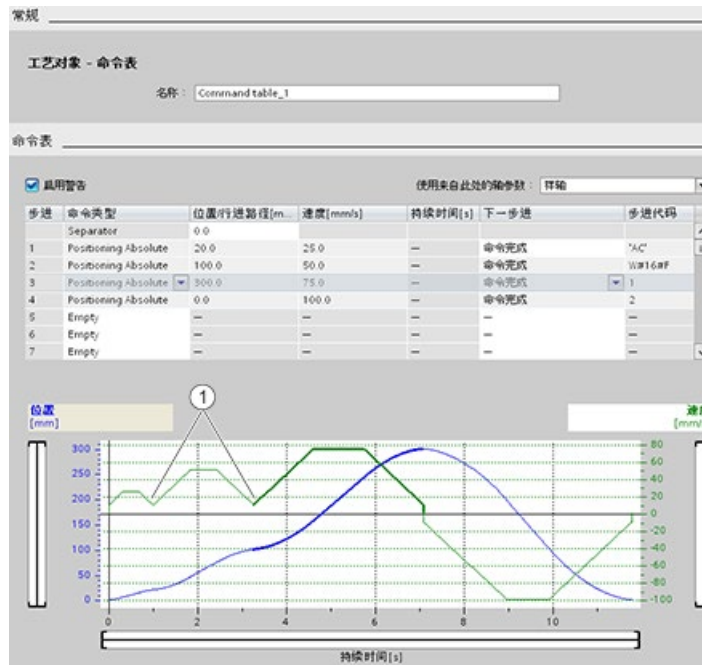 常规
工艺对象 - 命令表
名称： Command table_1
命令表
启用警告 使用来自此处的轴参数： 样轴
步进 命令类型 位置/行进路径[m... 速度[mm/s] 持续时间[s] 下一步进 步进代码
Separator 0.0
1 Positioning Absolute 20.0 25.0 — 命令完成 "AC"
2 Positioning Absolute 100.0 50.0 — 命令完成 W#16#F
3 Positioning Absolute 300.0 75.0 — 命令完成 1
4 Positioning Absolute 0.0 100.0 — 命令完成 2
5 Empty — — — — —
6 Empty — — — — —
7 Empty — — — — —
位置
[mm]
1
速度
[mm/
300 250 200 150 100 50 0
80 60 40 20 0 -20 -40 -60 -80 -100
0 2 4 6 8 10
持续时间[s]